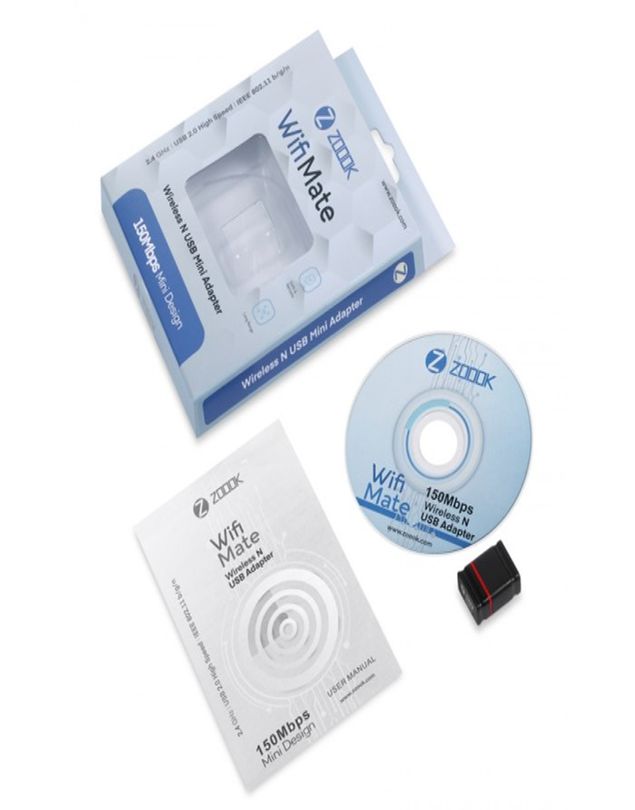 2.4 GHz | USB 2.0 High Speed | IEEE 802.11 b/g/n
Z ZOOOK
Wifi Mate
www.zoook.com
Wireless N USB Mini Adapter
150Mbps Mini Design
Long Range
Z
Wireless N USB Mini Adapter
Z ZOOOK
Wifi
Mate
150Mbps
Wireless N
USB Adapter
www.zoook.com
Z ZOOOK
Wifi
Mate
Wireless N
USB Adapter
2.4 GHz | USB 2.0 High Speed | IEEE 802.11 b/g/n
USER MANUAL
www.zoook.com
150Mbps
Mini Design